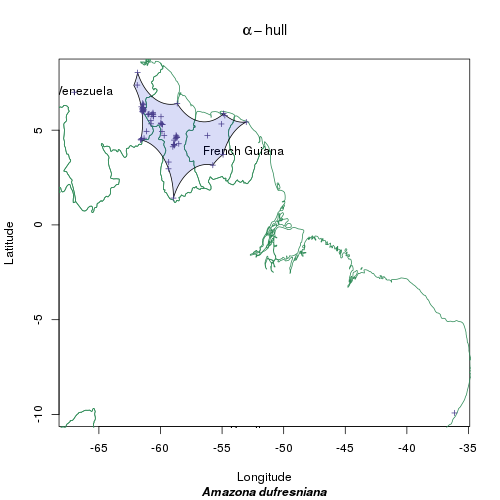 α – hull
Venezuela
French Guiana
5
0
-5
-10
Latitude
-65 -60 -55 -50 -45 -40 -35
Longitude
Amazona dufresniana